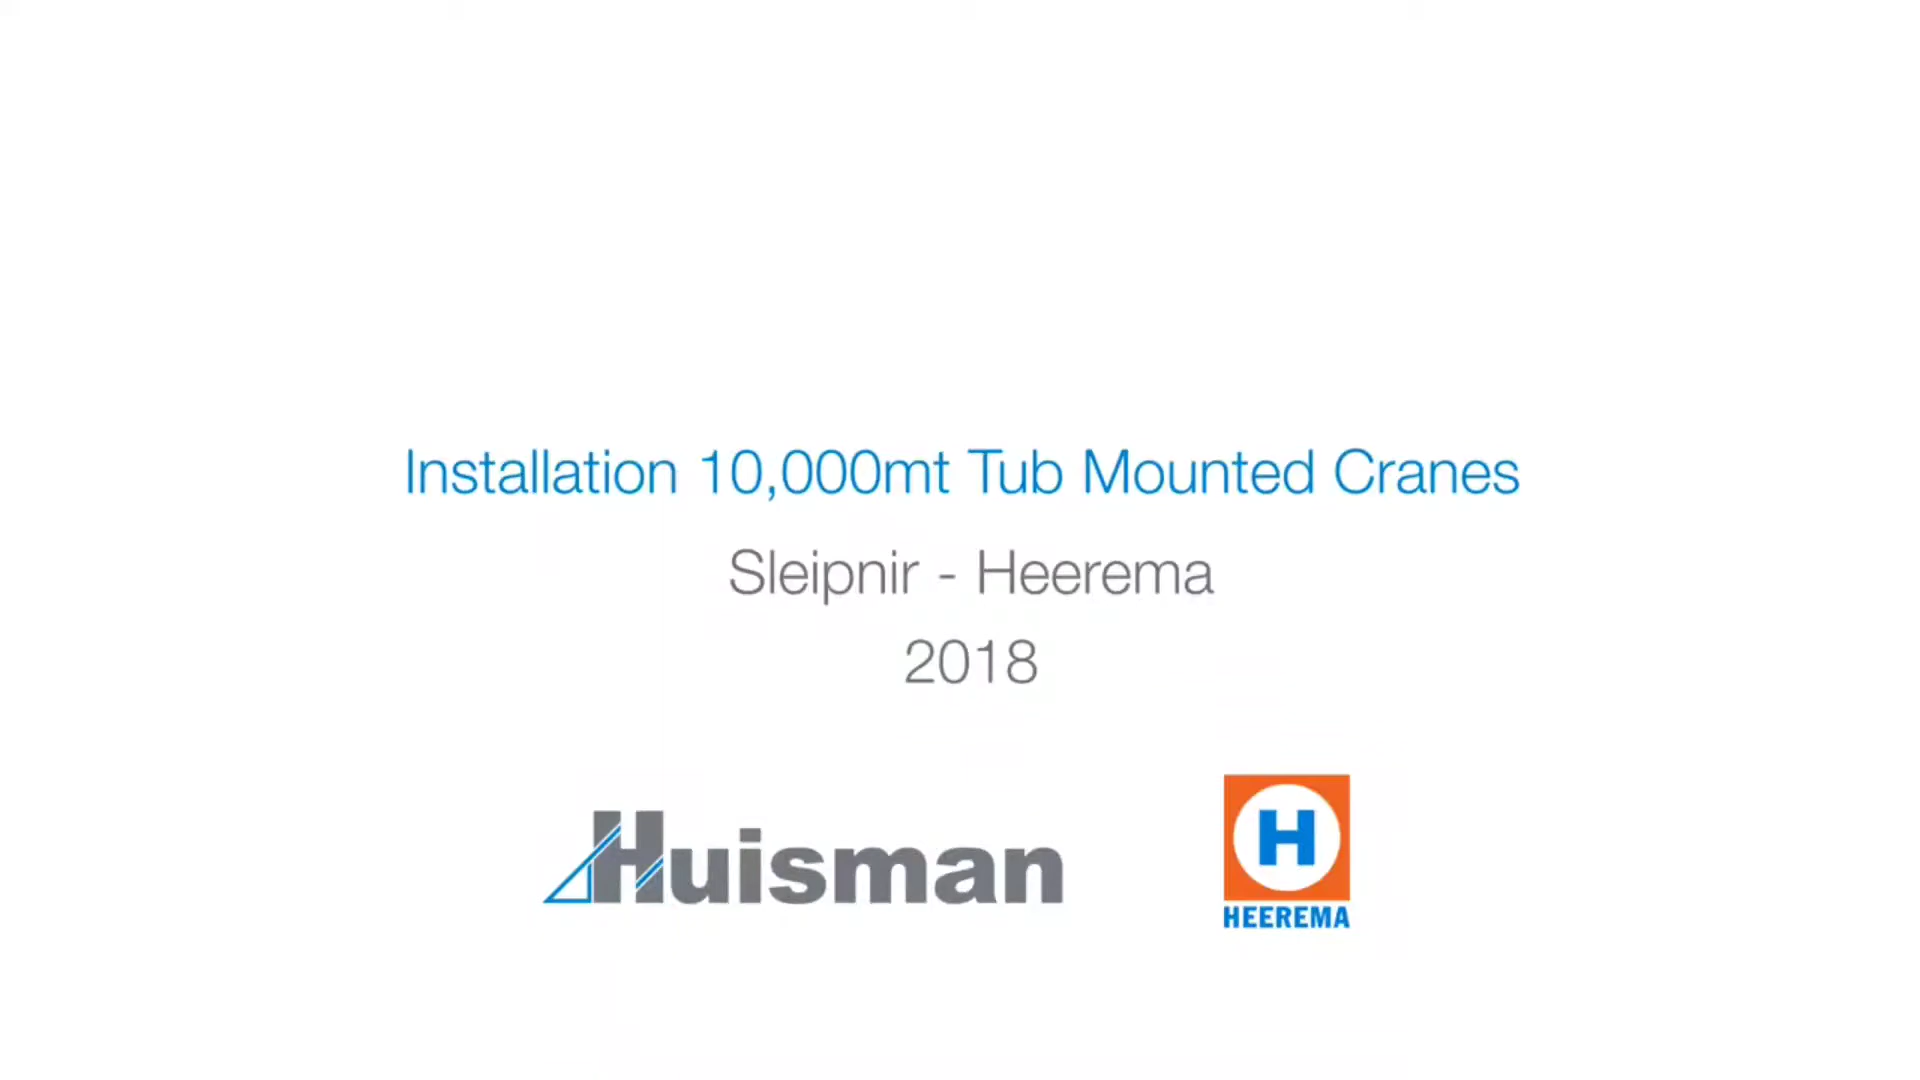 Installation 10,000mt Tub Mounted Cranes
Sleipnir - Heerema
2018
Huisman
H
HEEREMA